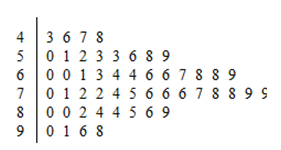 4 | 3 6 7 8
5 | 0 1 2 3 3 6 8 9
6 | 0 0 1 3 4 4 6 6 7 8 8 9
7 | 0 1 2 2 4 5 6 6 6 7 8 8 9 9
8 | 0 0 2 4 4 5 6 9
9 | 0 1 6 8